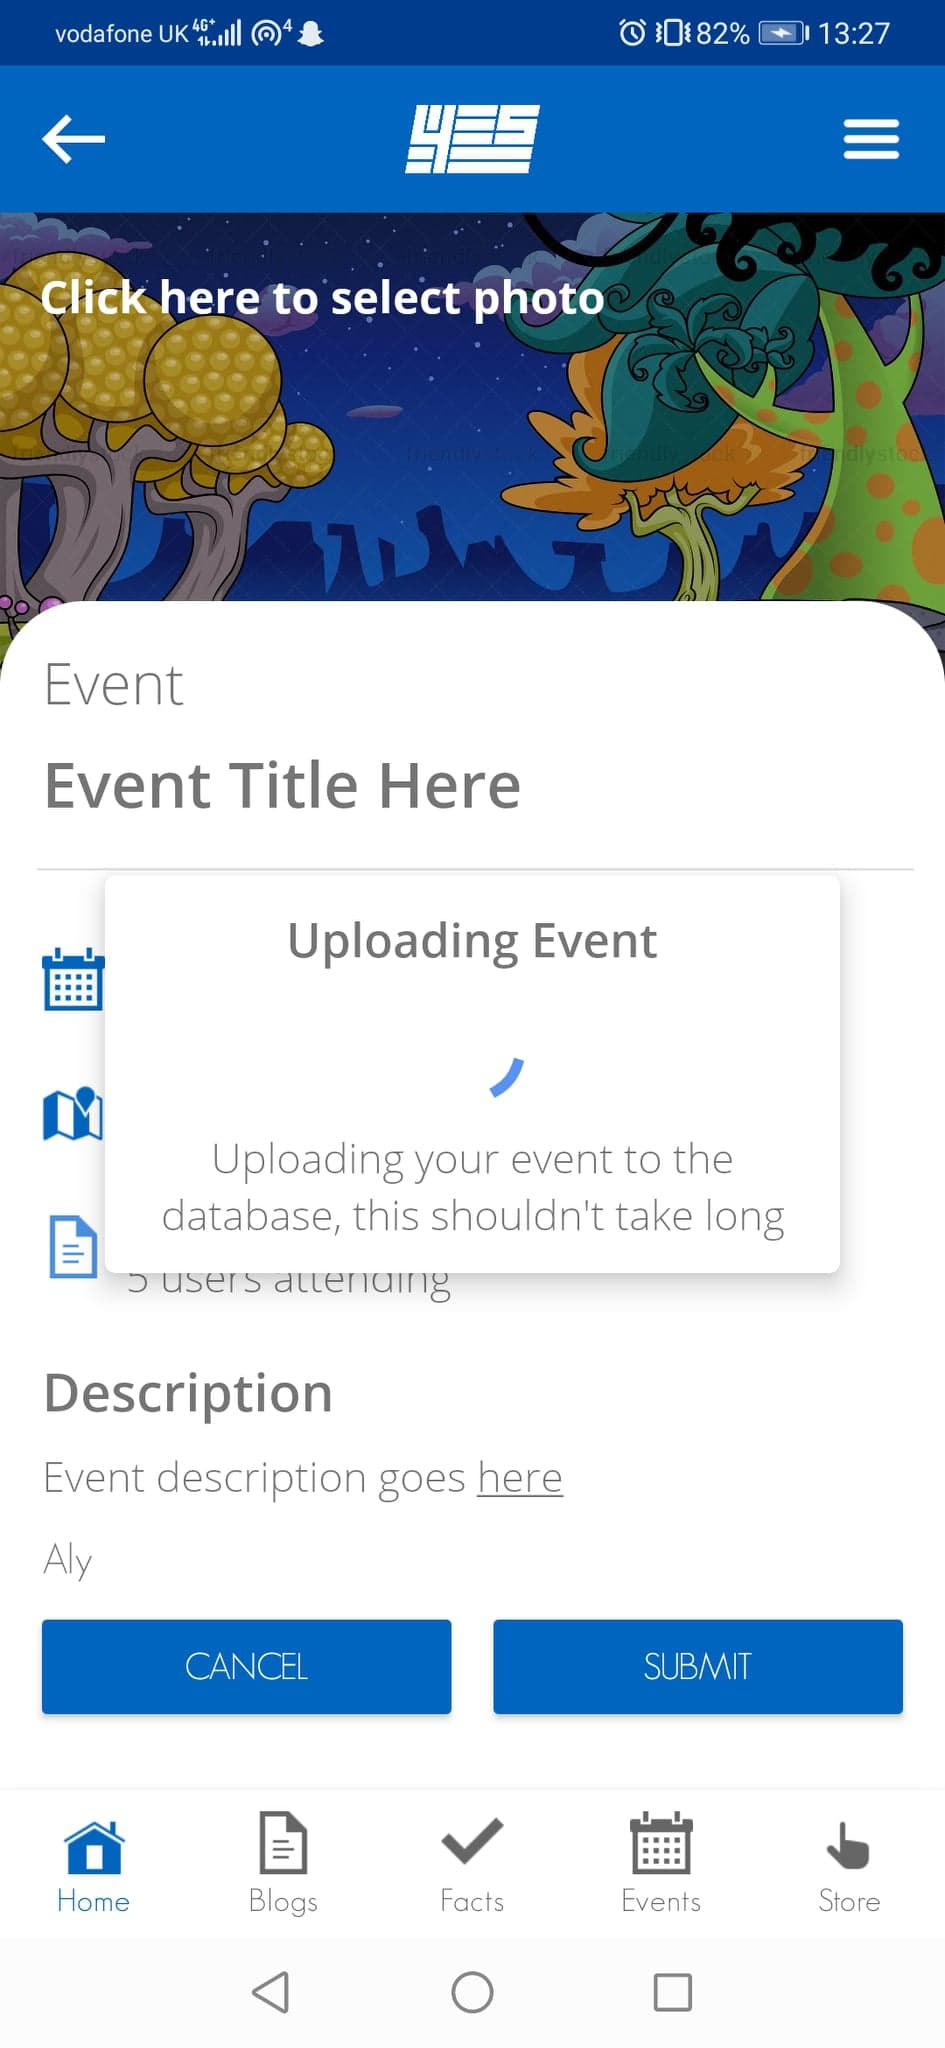 vodafone UK 4G+ 4 82% 13:27
YES
Click here to select photo
friendlystock
Event
Event Title Here
Uploading Event
Uploading your event to the
database, this shouldn't take long
5 users attending
Description
Event description goes here
Aly
CANCEL SUBMIT
Home Blogs Facts Events Store